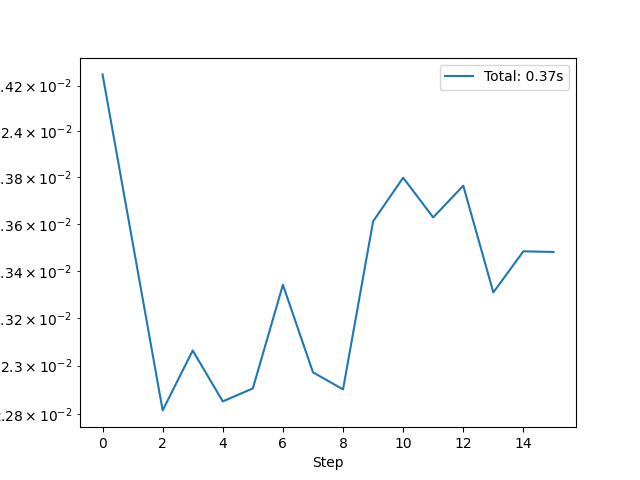 Total: 0.37s
.42 × 10⁻²
2.4 × 10⁻²
.38 × 10⁻²
.36 × 10⁻²
.34 × 10⁻²
.32 × 10⁻²
2.3 × 10⁻²
2.28 × 10⁻²
0 2 4 6 8 10 12 14
Step